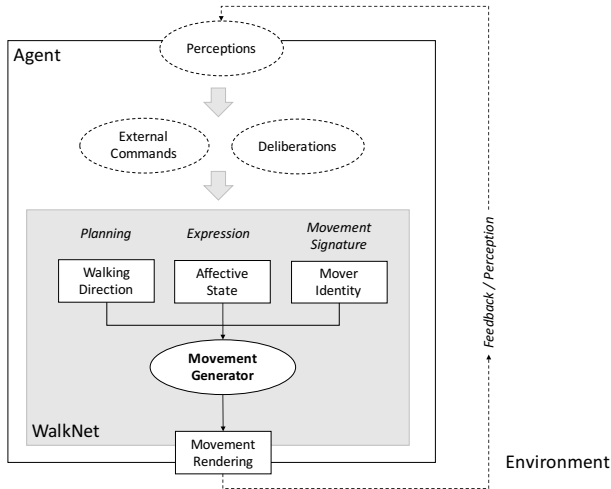 Agent
Perceptions
External
Commands
Deliberations
Planning
Expression
Movement
Signature
Walking
Direction
Affective
State
Mover
Identity
Movement
Generator
WalkNet
Movement
Rendering
Feedback / Perception
Environment